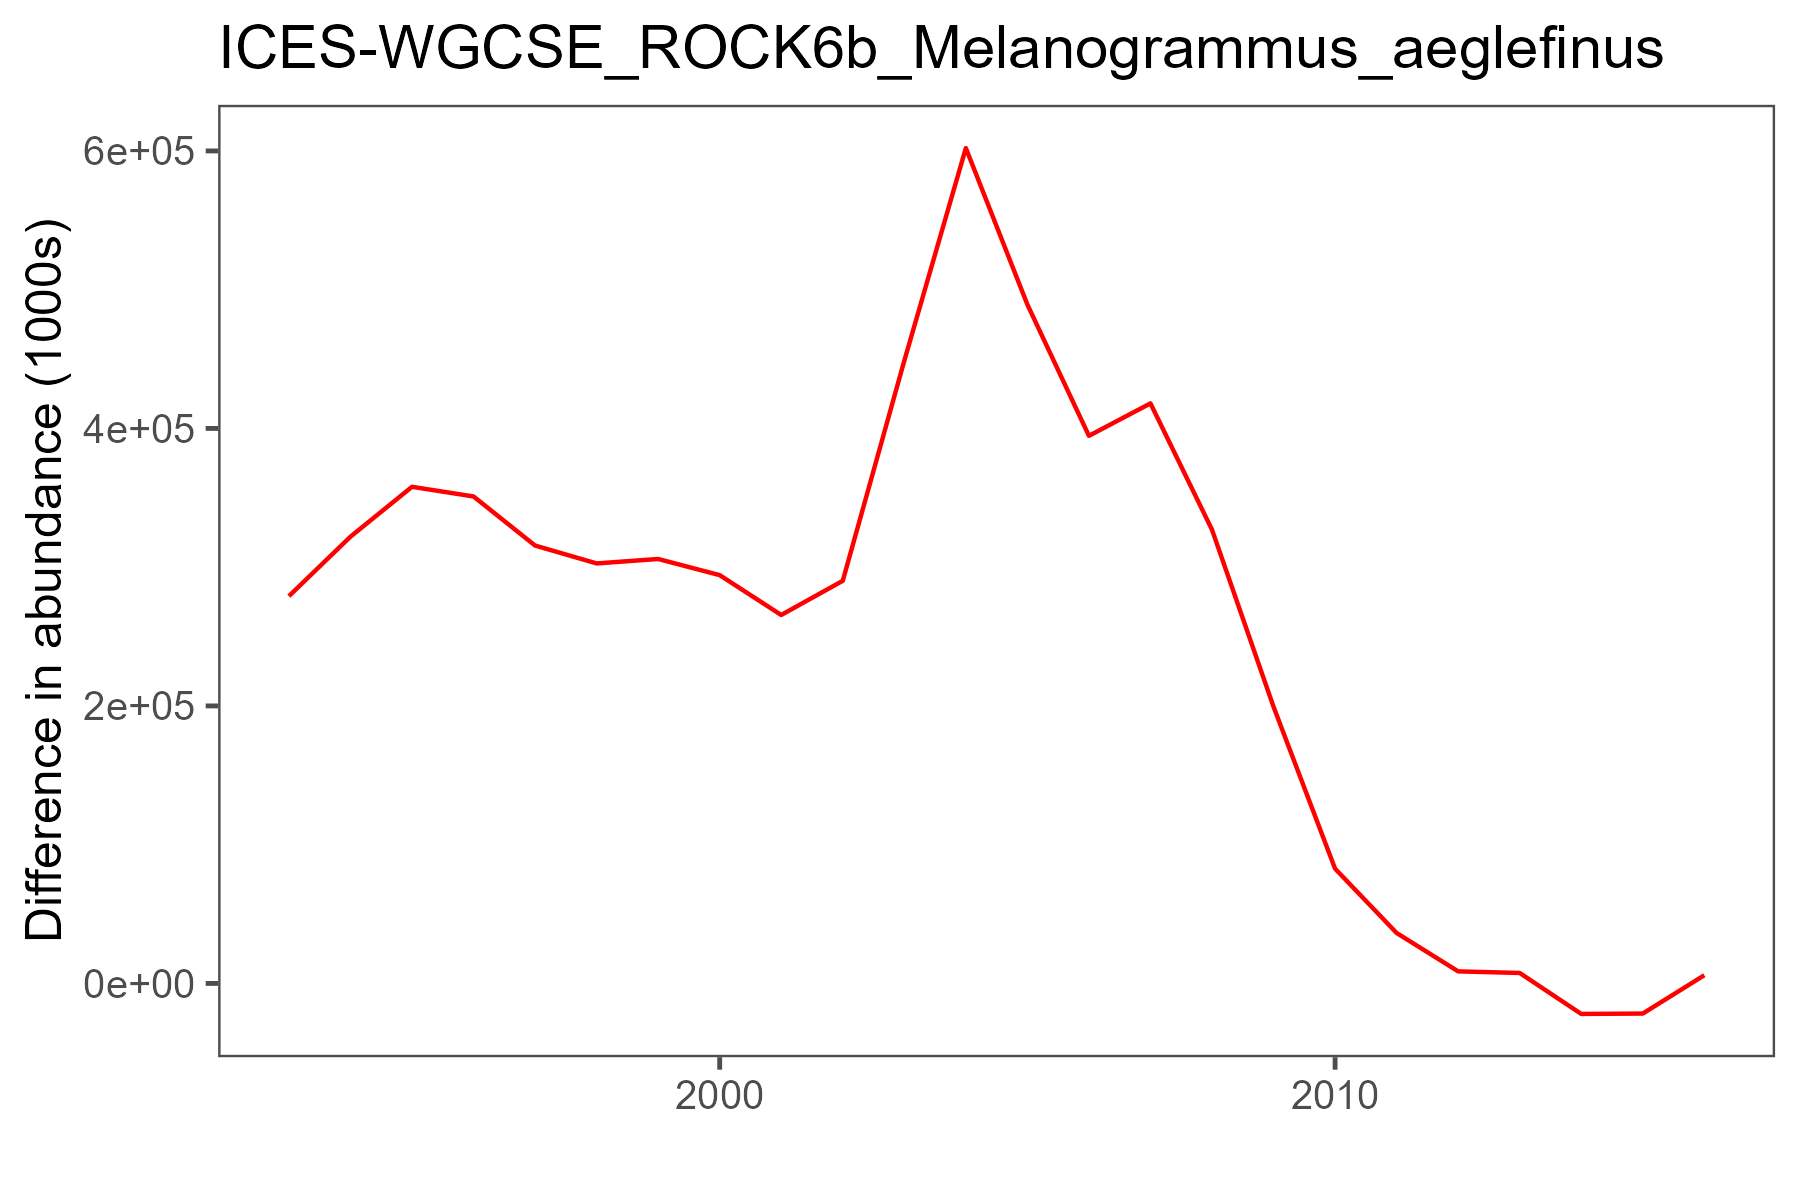 ICES-WGCSE_ROCK6b_Melanogrammus_aeglefinus
Difference in abundance (1000s)
6e+05
4e+05
2e+05
0e+00
2000
2010